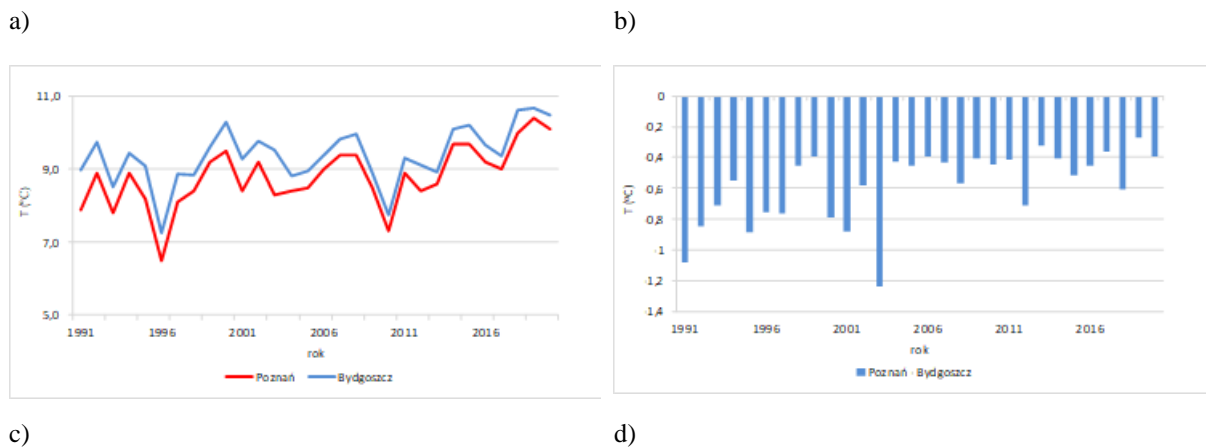 a)
b)
11,0
9,0
7,0
5,0
T (°C)
1991
1996
2001
2006
2011
2016
rok
Poznań
Bydgoszcz
0
-0,2
-0,4
-0,6
-0,8
-1
-1,2
-1,4
T (°C)
1991
1996
2001
2006
2011
2016
rok
Poznań - Bydgoszcz
c)
d)